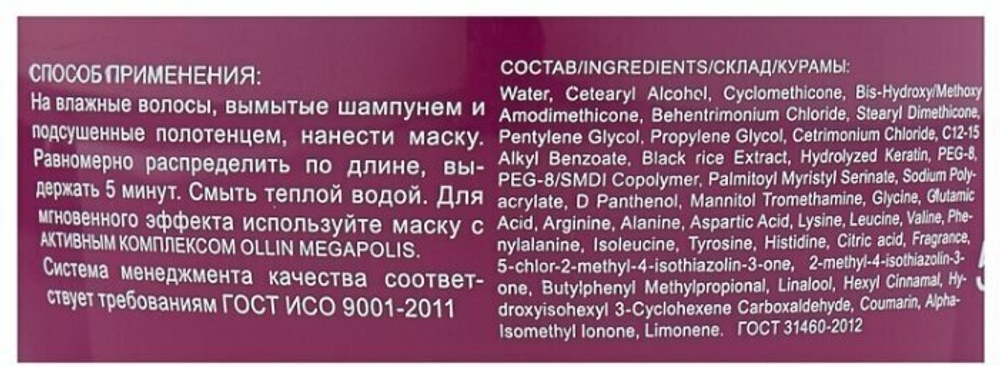 СПОСОБ ПРИМЕНЕНИЯ:
На влажные волосы, вымытые шампунем и
подсушенные полотенцем, нанести маску.
Равномерно распределить по длине, вы-
держать 5 минут. Смыть теплой водой. Для
мгновенного эффекта используйте маску с
АКТИВНЫМ КОМПЛЕКСОМ OLLIN MEGAPOLIS.
Система менеджмента качества соответ-
ствует требованиям ГОСТ ИСО 9001-2011
СОСТАВ/INGREDIENTS/СКЛАД/КУРАМЫ:
Water, Cetearyl Alcohol, Cyclomethicone, Bis-Hydroxy/Methoxy
Amodimethicone, Behentrimonium Chloride, Stearyl Dimethicone,
Pentylene Glycol, Propylene Glycol, Cetrimonium Chloride, C12-15
Alkyl Benzoate, Black rice Extract, Hydrolyzed Keratin, PEG-8,
PEG-8/SMDI Copolymer, Palmitoyl Myristyl Serinate, Sodium Poly-
acrylate, D Panthenol, Mannitol Tromethamine, Glycine, Glutamic
Acid, Arginine, Alanine, Aspartic Acid, Lysine, Leucine, Valine, Phe-
nylalanine, Isoleucine, Tyrosine, Histidine, Citric acid, Fragrance,
5-chlor-2-methyl-4-isothiazolin-3-one, 2-methyl-4-isothiazolin-3-
one, Butylphenyl Methylpropional, Linalool, Hexyl Cinnamal, Hy-
droxyisohexyl 3-Cyclohexene Carboxaldehyde, Coumarin, Alpha-
Isomethyl Ionone, Limonene. ГОСТ 31460-2012